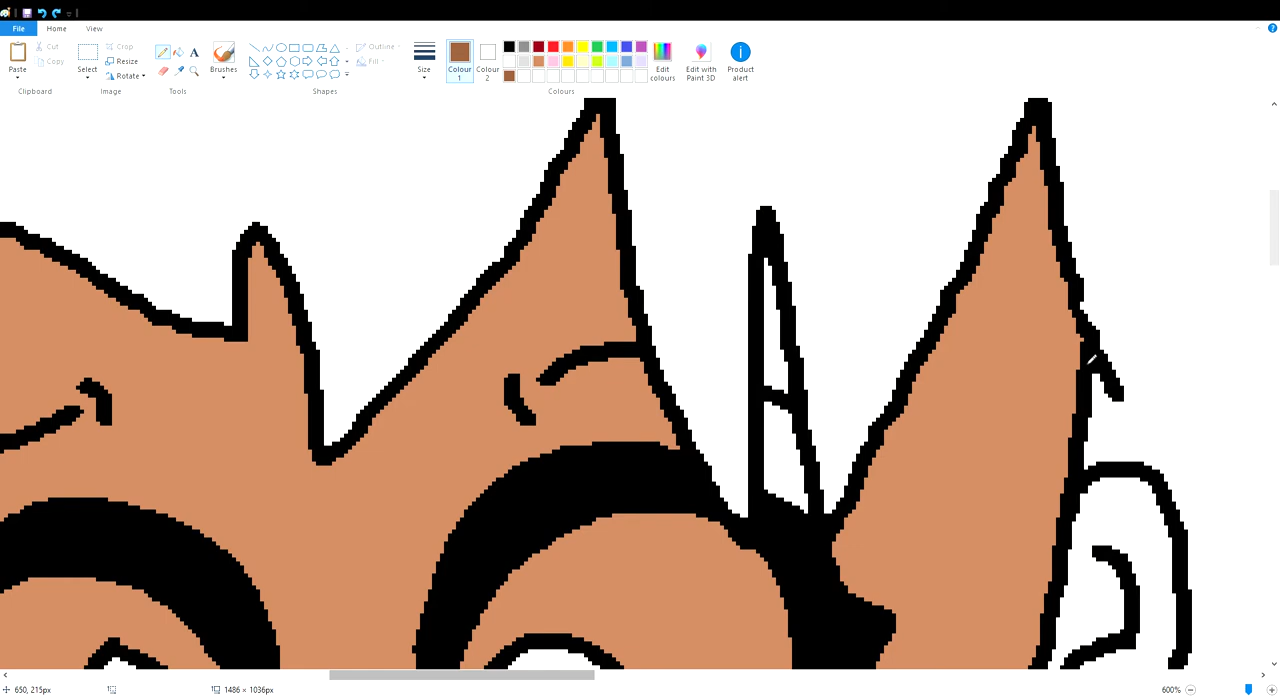 File Home View
Paste Cut Copy Select Crop Resize Rotate A Brushes Outline Fill Size Colour 1 Colour 2 Edit colours Edit with Paint 3D Product alert
Clipboard Image Tools Shapes Colours
650, 215px 1486 × 1036px 600%